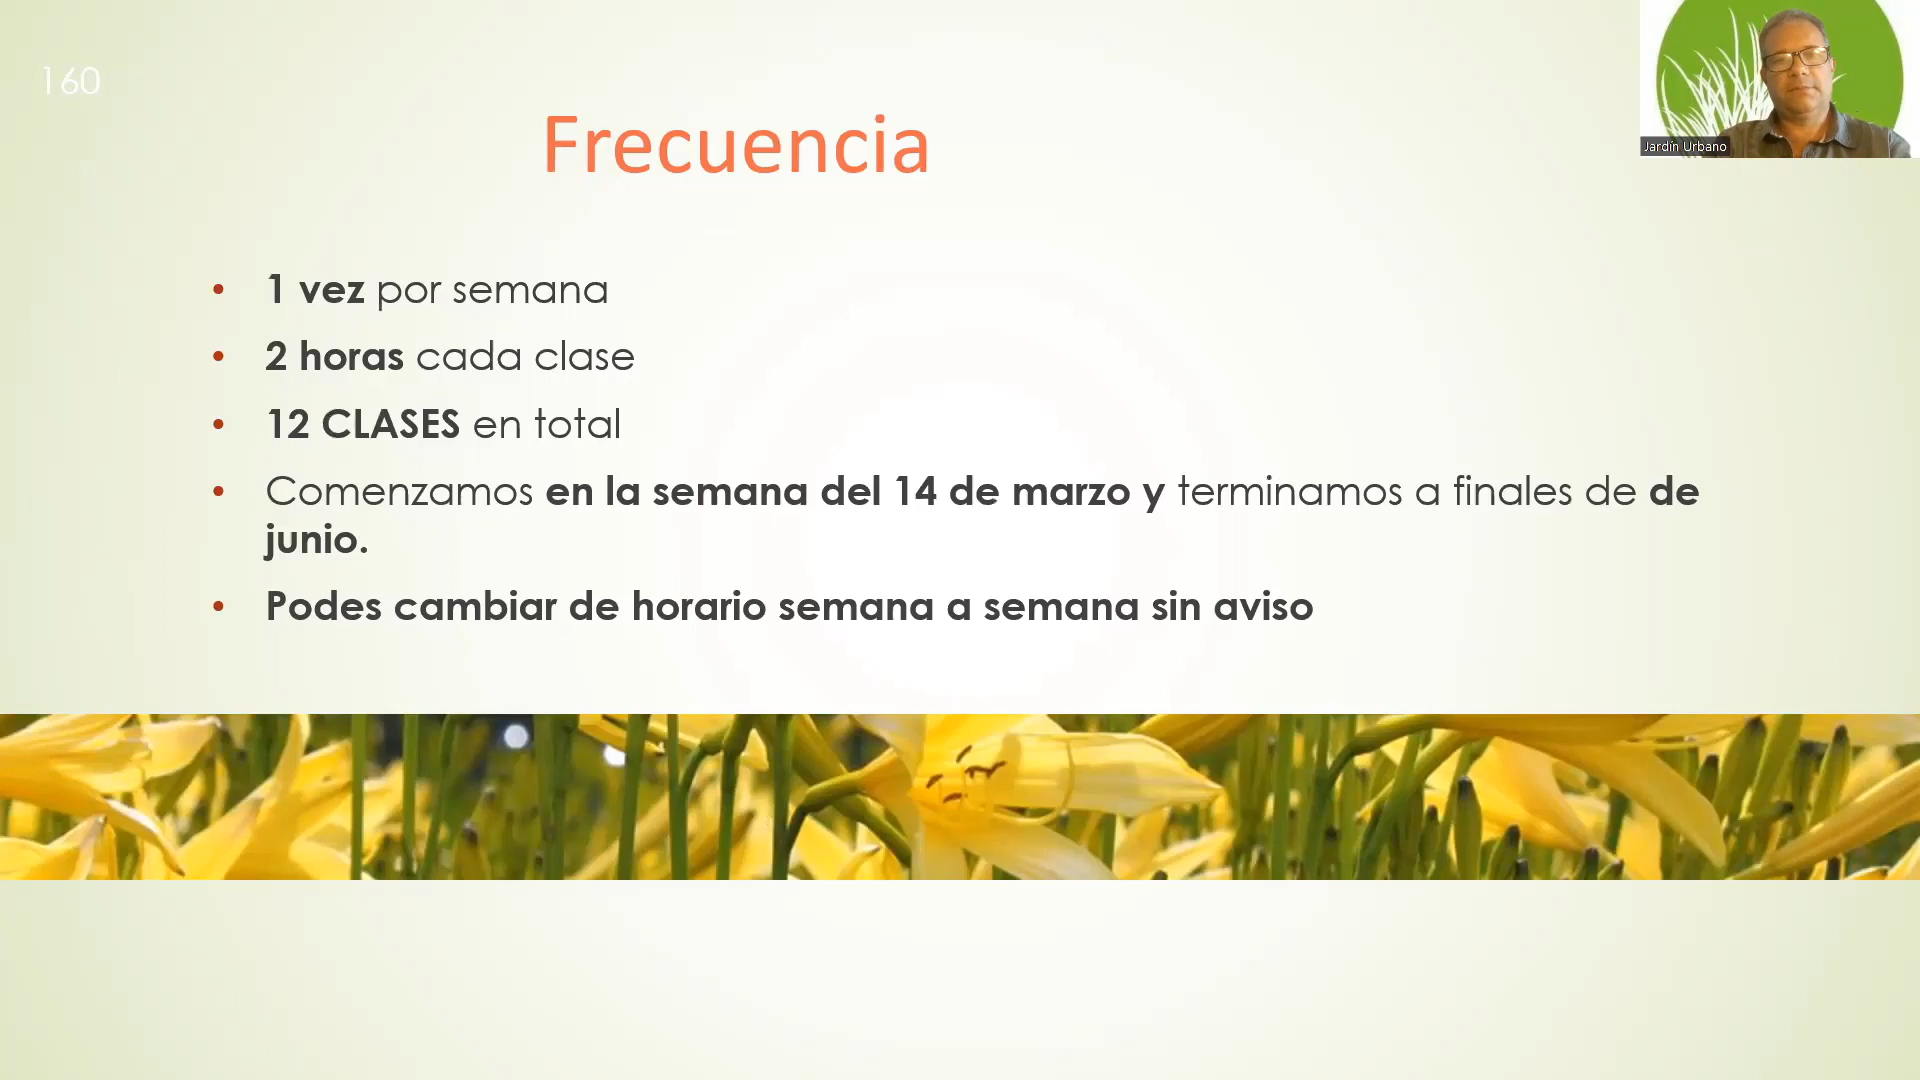 160
Jardín Urbano
Frecuencia
• 1 vez por semana
• 2 horas cada clase
• 12 CLASES en total
• Comenzamos en la semana del 14 de marzo y terminamos a finales de de
junio.
• Podes cambiar de horario semana a semana sin aviso